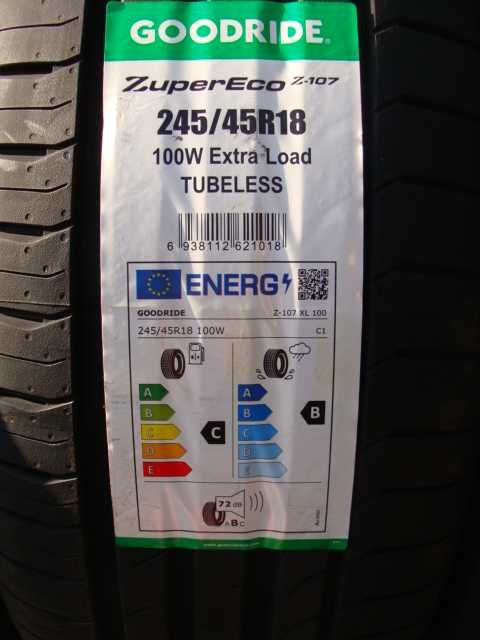 GOODRIDE®
ZuperEco Z-107
245/45R18
100W Extra Load
TUBELESS
6 938112 621018
ENERG
GOODRIDE Z-107 XL 100
245/45R18 100W C1
A A
B B B
C C C
D D
E E
72 dB
ABC